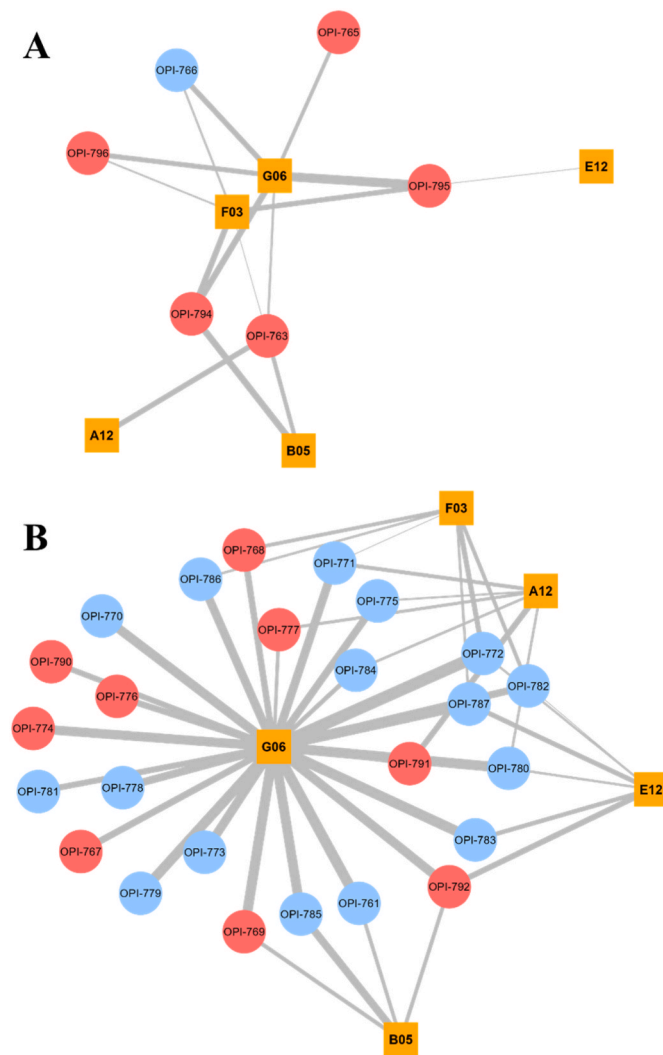 A
OPI-765
OPI-766
OPI-796
G06
E12
OPI-795
F03
OPI-794
OPI-763
A12
B05
B
F03
OPI-768
OPI-771
OPI-786
A12
OPI-775
OPI-770
OPI-777
OPI-790
OPI-784
OPI-772
OPI-776
OPI-782
OPI-787
OPI-774
G06
OPI-791
OPI-780
OPI-781
OPI-778
E12
OPI-783
OPI-767
OPI-773
OPI-792
OPI-779
OPI-761
OPI-785
OPI-769
B05